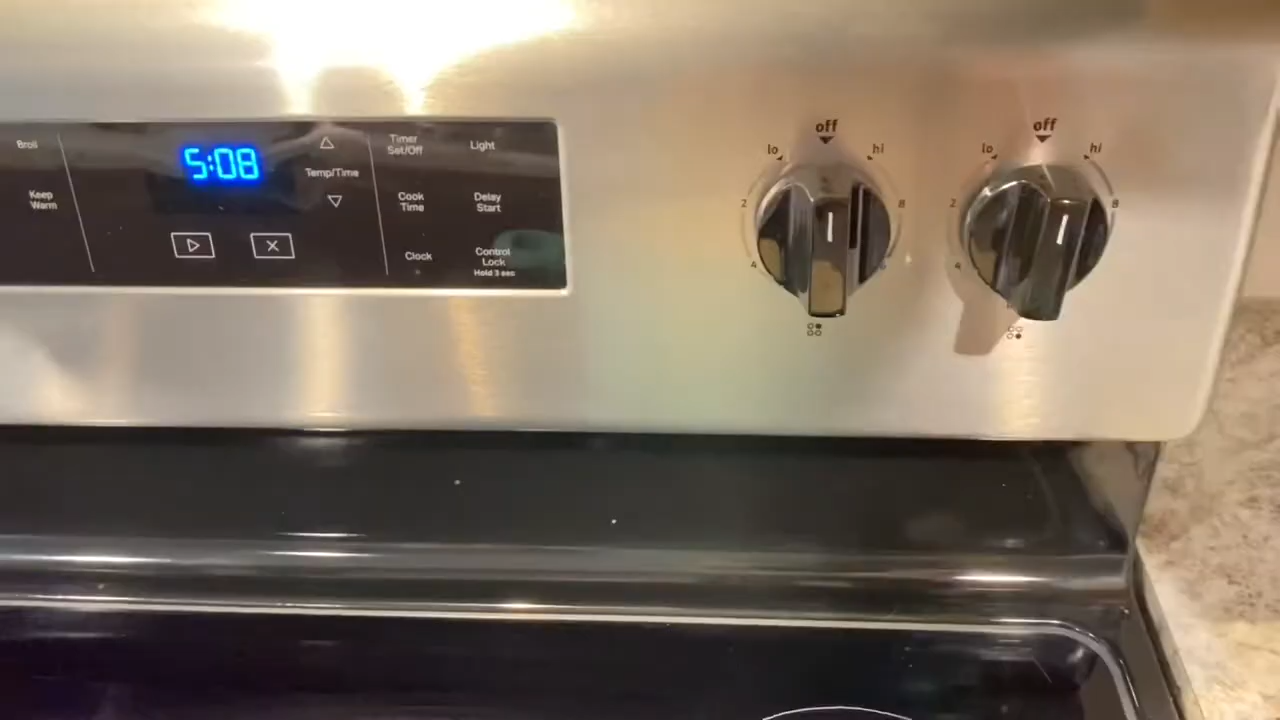 Broil
Keep
Warm
5:08
Temp/Time
Timer
Set/Off
Light
Cook
Time
Delay
Start
Clock
Control
Lock
Hold 3 sec
off
lo
hi
2
8
4
off
lo
hi
2
8
4